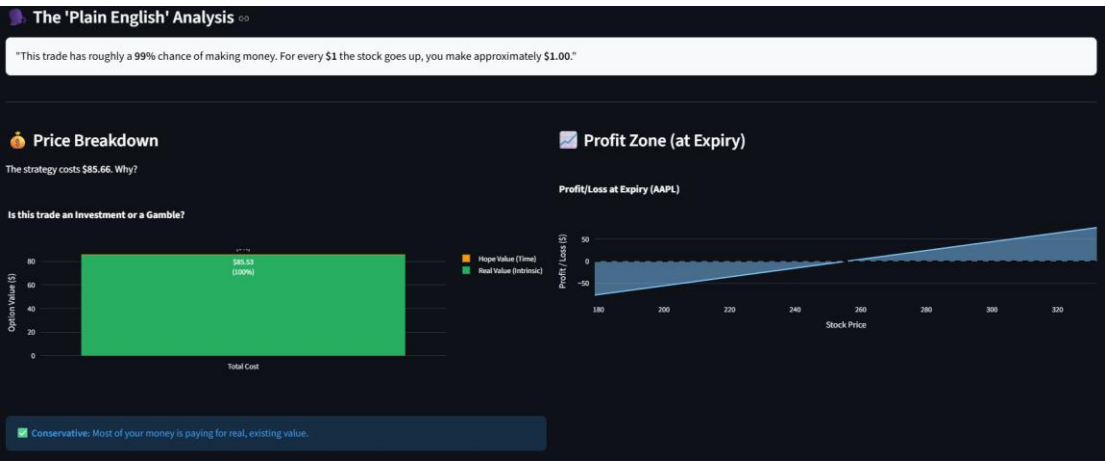 The 'Plain English' Analysis
"This trade has roughly a 99% chance of making money. For every $1 the stock goes up, you make approximately $1.00."
Price Breakdown
The strategy costs $85.66. Why?
Is this trade an Investment or a Gamble?
80
60
40
20
0
Option Value ($)
$85.53
(100%)
Total Cost
Hope Value (Time)
Real Value (Intrinsic)
Conservative: Most of your money is paying for real, existing value.
Profit Zone (at Expiry)
Profit/Loss at Expiry (AAPL)
50
0
−50
Profit / Loss ($)
180 200 220 240 260 280 300 320
Stock Price